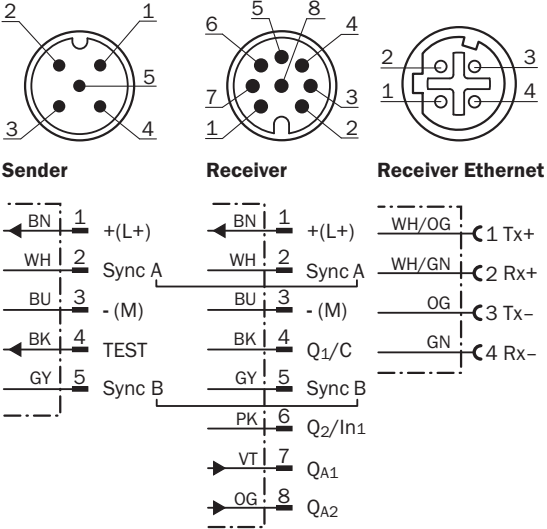 2 1 5 3 4
5 8 6 4 7 3 1 2
2 3 1 4
Sender
Receiver
Receiver Ethernet
BN 1 +(L+)
WH 2 Sync A
BU 3 - (M)
BK 4 TEST
GY 5 Sync B
BN 1 +(L+)
WH 2 Sync A
BU 3 - (M)
BK 4 Q1/C
GY 5 Sync B
PK 6 Q2/In1
VT 7 QA1
OG 8 QA2
WH/OG 1 Tx+
WH/GN 2 Rx+
OG 3 Tx–
GN 4 Rx–